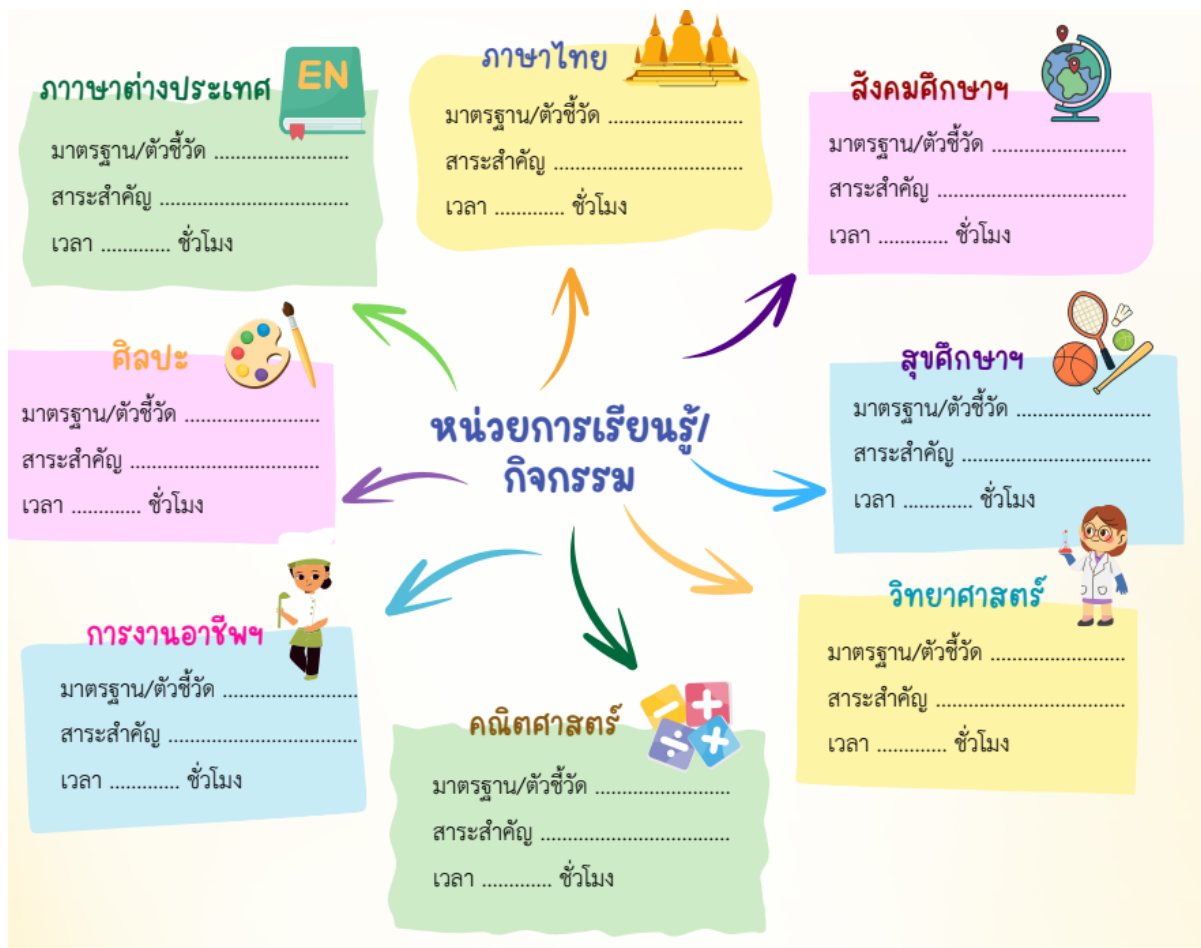 ภาาษาต่างประเทศ
EN
มาตรฐาน/ตัวชี้วัด ...........................
สาระสำคัญ ......................................
เวลา ............. ชั่วโมง
ภาษาไทย
มาตรฐาน/ตัวชี้วัด ...........................
สาระสำคัญ ......................................
เวลา ............. ชั่วโมง
สังคมศึกษาฯ
มาตรฐาน/ตัวชี้วัด ...........................
สาระสำคัญ ......................................
เวลา ............. ชั่วโมง
ศิลปะ
มาตรฐาน/ตัวชี้วัด ...........................
สาระสำคัญ ......................................
เวลา ............. ชั่วโมง
หน่วยการเรียนรู้/
กิจกรรม
สุขศึกษาฯ
มาตรฐาน/ตัวชี้วัด ...........................
สาระสำคัญ ......................................
เวลา ............. ชั่วโมง
การงานอาชีพฯ
มาตรฐาน/ตัวชี้วัด ...........................
สาระสำคัญ ......................................
เวลา ............. ชั่วโมง
คณิตศาสตร์
มาตรฐาน/ตัวชี้วัด ...........................
สาระสำคัญ ......................................
เวลา ............. ชั่วโมง
วิทยาศาสตร์
มาตรฐาน/ตัวชี้วัด ...........................
สาระสำคัญ ......................................
เวลา ............. ชั่วโมง